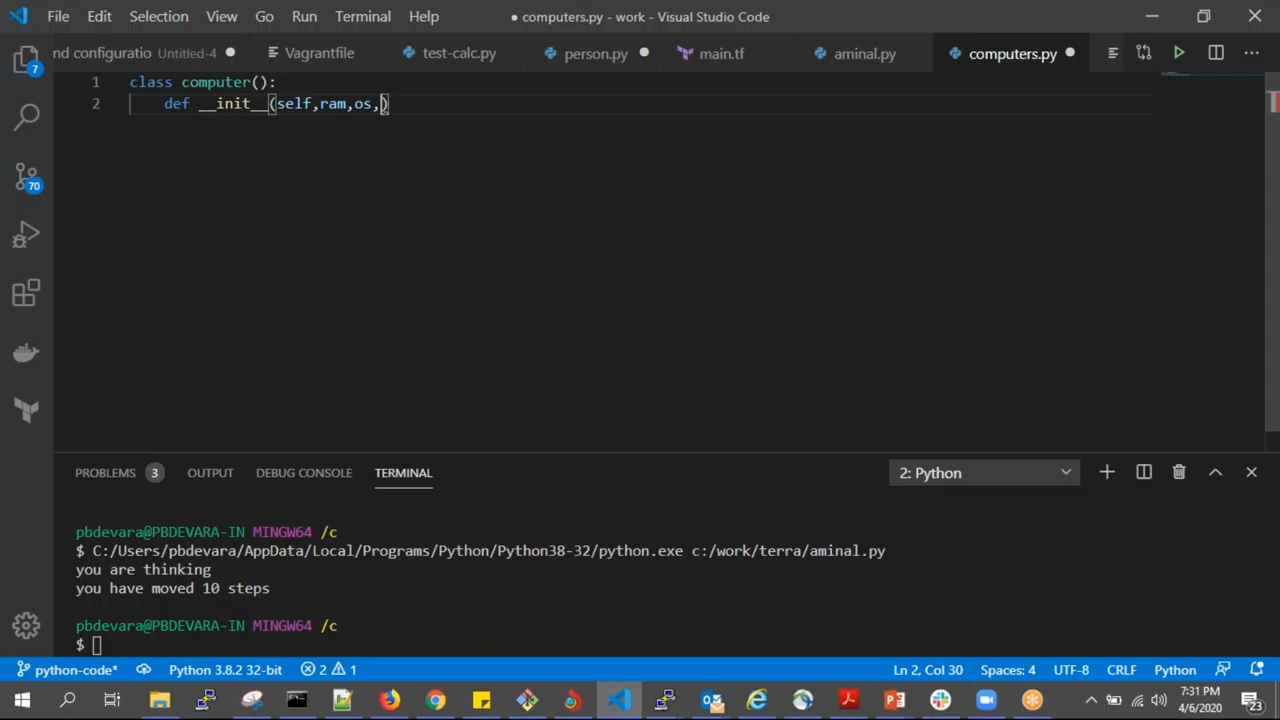 File Edit Selection View Go Run Terminal Help ● computers.py - work - Visual Studio Code
nd configuratio Untitled-4 Vagrantfile test-calc.py person.py main.tf aminal.py computers.py
7
70
1 class computer():
2 def __init__(self,ram,os,)
PROBLEMS 3 OUTPUT DEBUG CONSOLE TERMINAL 2: Python
pbdevara@PBDEVARA-IN MINGW64 /c
$ C:/Users/pbdevara/AppData/Local/Programs/Python/Python38-32/python.exe c:/work/terra/aminal.py
you are thinking
you have moved 10 steps
pbdevara@PBDEVARA-IN MINGW64 /c
$
python-code* Python 3.8.2 32-bit 2 1 Ln 2, Col 30 Spaces: 4 UTF-8 CRLF Python
7:31 PM
4/6/2020
23